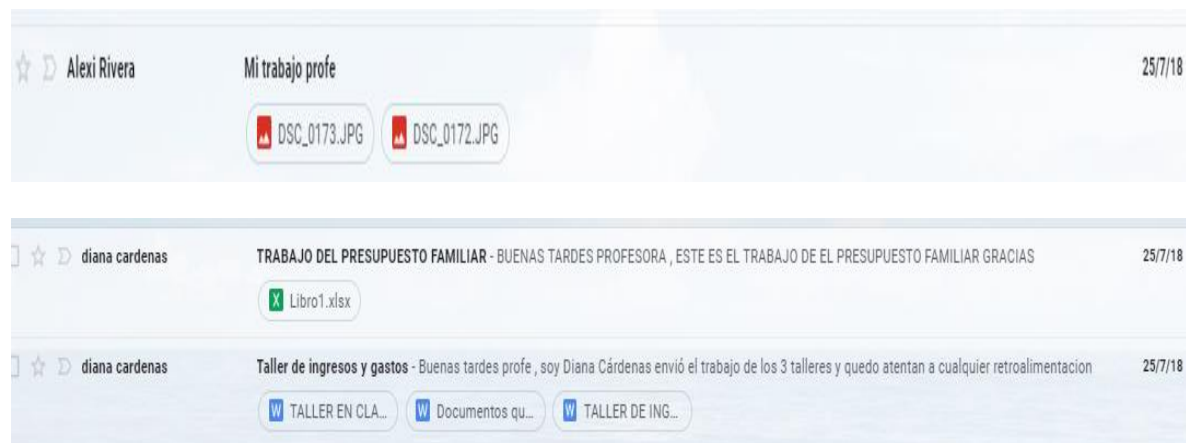 Alexi Rivera Mi trabajo profe 25/7/18
DSC_0173.JPG DSC_0172.JPG
diana cardenas TRABAJO DEL PRESUPUESTO FAMILIAR - BUENAS TARDES PROFESORA , ESTE ES EL TRABAJO DE EL PRESUPUESTO FAMILIAR GRACIAS 25/7/18
X Libro1.xlsx
diana cardenas Taller de ingresos y gastos - Buenas tardes profe , soy Diana Cárdenas envió el trabajo de los 3 talleres y quedo atentan a cualquier retroalimentacion 25/7/18
W TALLER EN CLA... W Documentos qu... W TALLER DE ING...